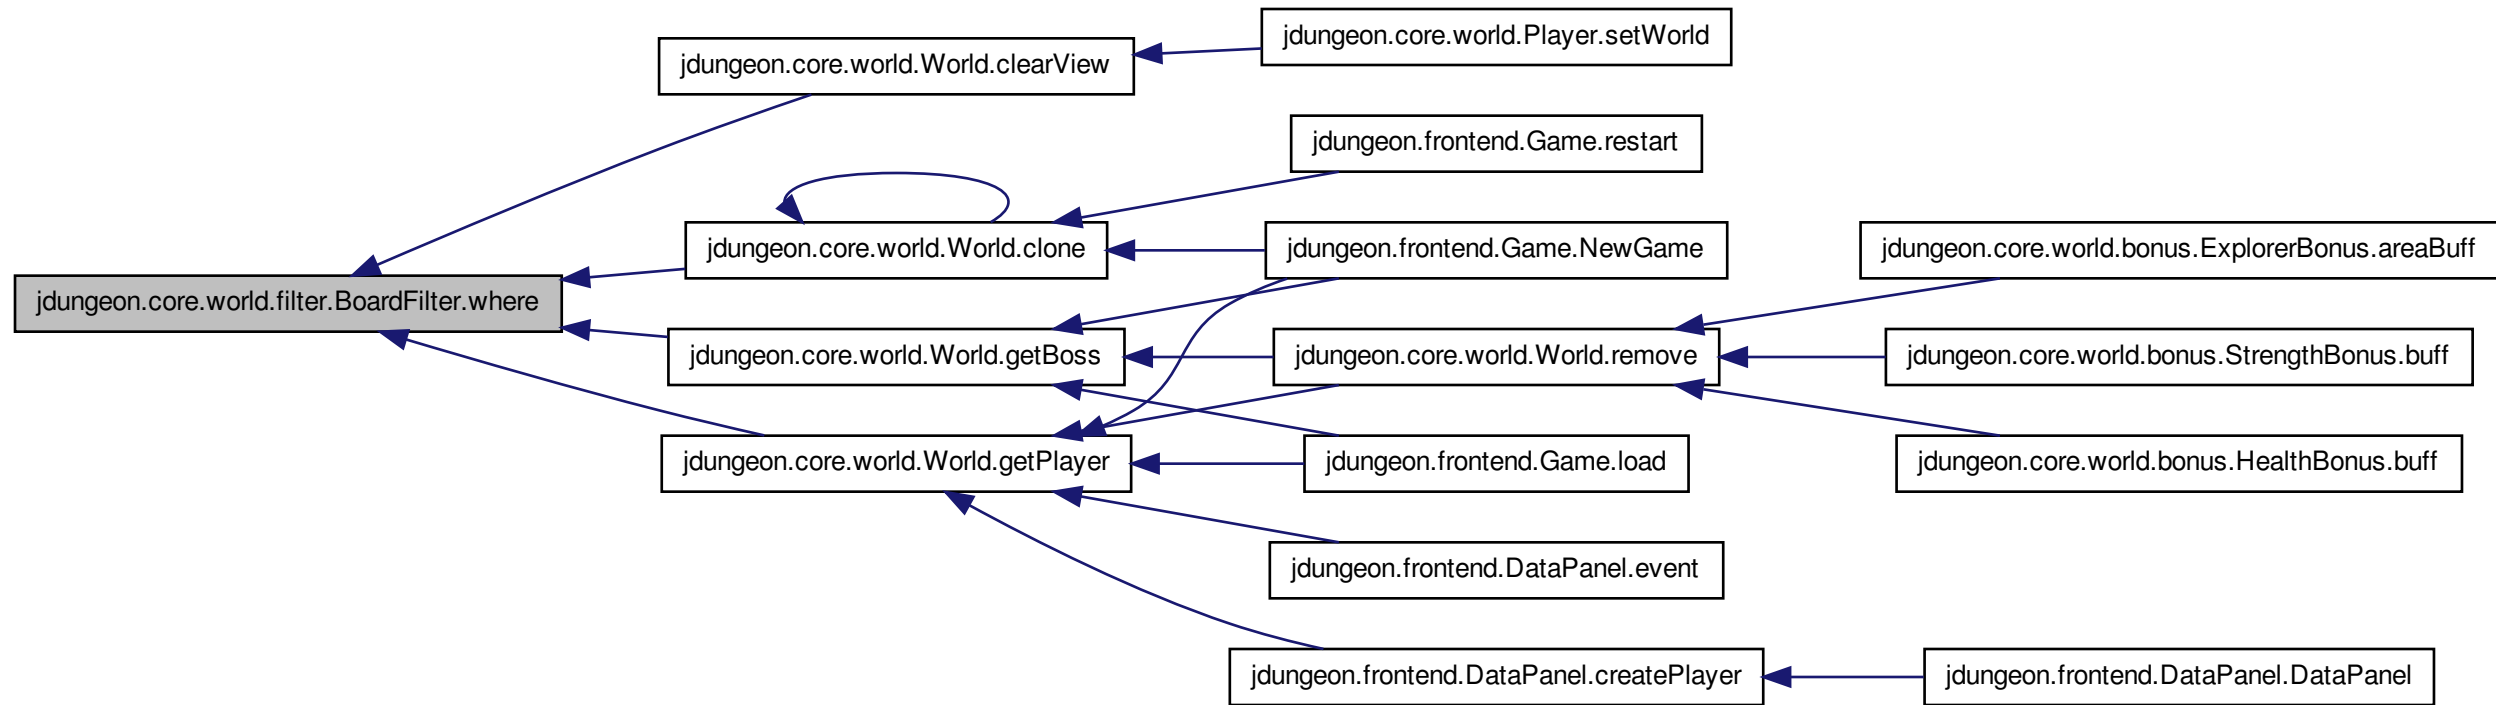 jdungeon.core.world.Player.setWorld
jdungeon.core.world.World.clearView
jdungeon.frontend.Game.restart
jdungeon.core.world.World.clone
jdungeon.frontend.Game.NewGame
jdungeon.core.world.bonus.ExplorerBonus.areaBuff
jdungeon.core.world.filter.BoardFilter.where
jdungeon.core.world.World.getBoss
jdungeon.core.world.World.remove
jdungeon.core.world.bonus.StrengthBonus.buff
jdungeon.core.world.World.getPlayer
jdungeon.frontend.Game.load
jdungeon.core.world.bonus.HealthBonus.buff
jdungeon.frontend.DataPanel.event
jdungeon.frontend.DataPanel.createPlayer
jdungeon.frontend.DataPanel.DataPanel